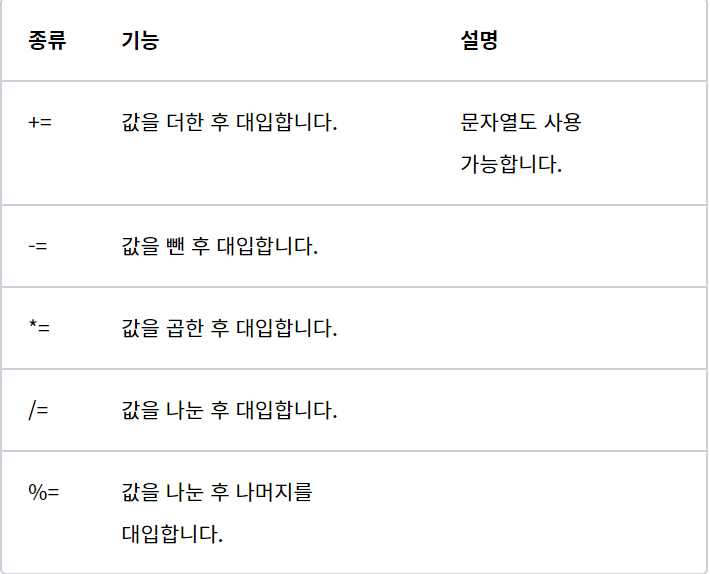 종류 기능 설명
+= 값을 더한 후 대입합니다. 문자열도 사용
가능합니다.
-= 값을 뺀 후 대입합니다.
*= 값을 곱한 후 대입합니다.
/= 값을 나눈 후 대입합니다.
%= 값을 나눈 후 나머지를
대입합니다.